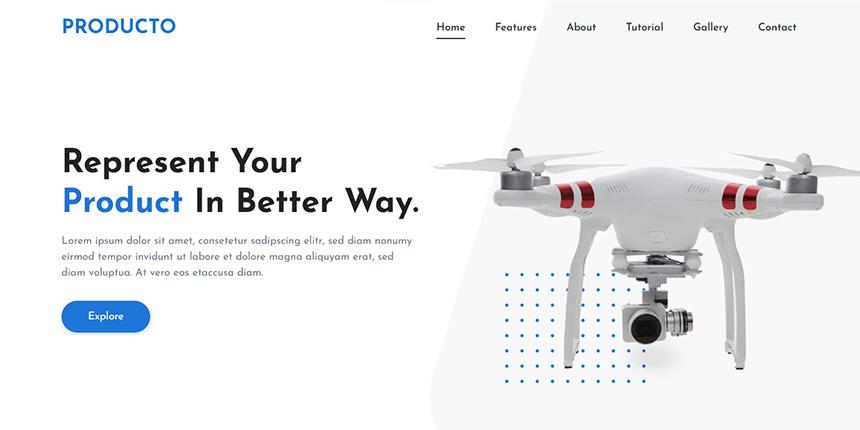 PRODUCTO
Home Features About Tutorial Gallery Contact
Represent Your
Product In Better Way.
Lorem ipsum dolor sit amet, consetetur sadipscing elitr, sed diam nonumy
eirmod tempor invidunt ut labore et dolore magna aliquyam erat, sed
diam voluptua. At vero eos etaccusa diam.
Explore